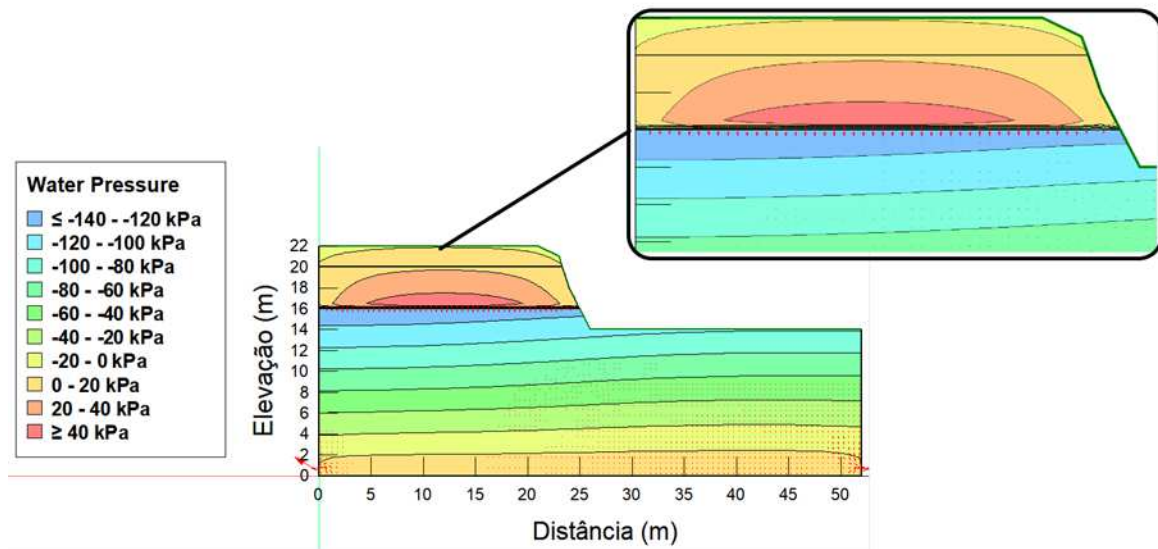 Water Pressure
≤ -140 - -120 kPa
-120 - -100 kPa
-100 - -80 kPa
-80 - -60 kPa
-60 - -40 kPa
-40 - -20 kPa
-20 - 0 kPa
0 - 20 kPa
20 - 40 kPa
≥ 40 kPa
Elevação (m)
22
20
18
16
14
12
10
8
6
4
2
0
0 5 10 15 20 25 30 35 40 45 50
Distância (m)